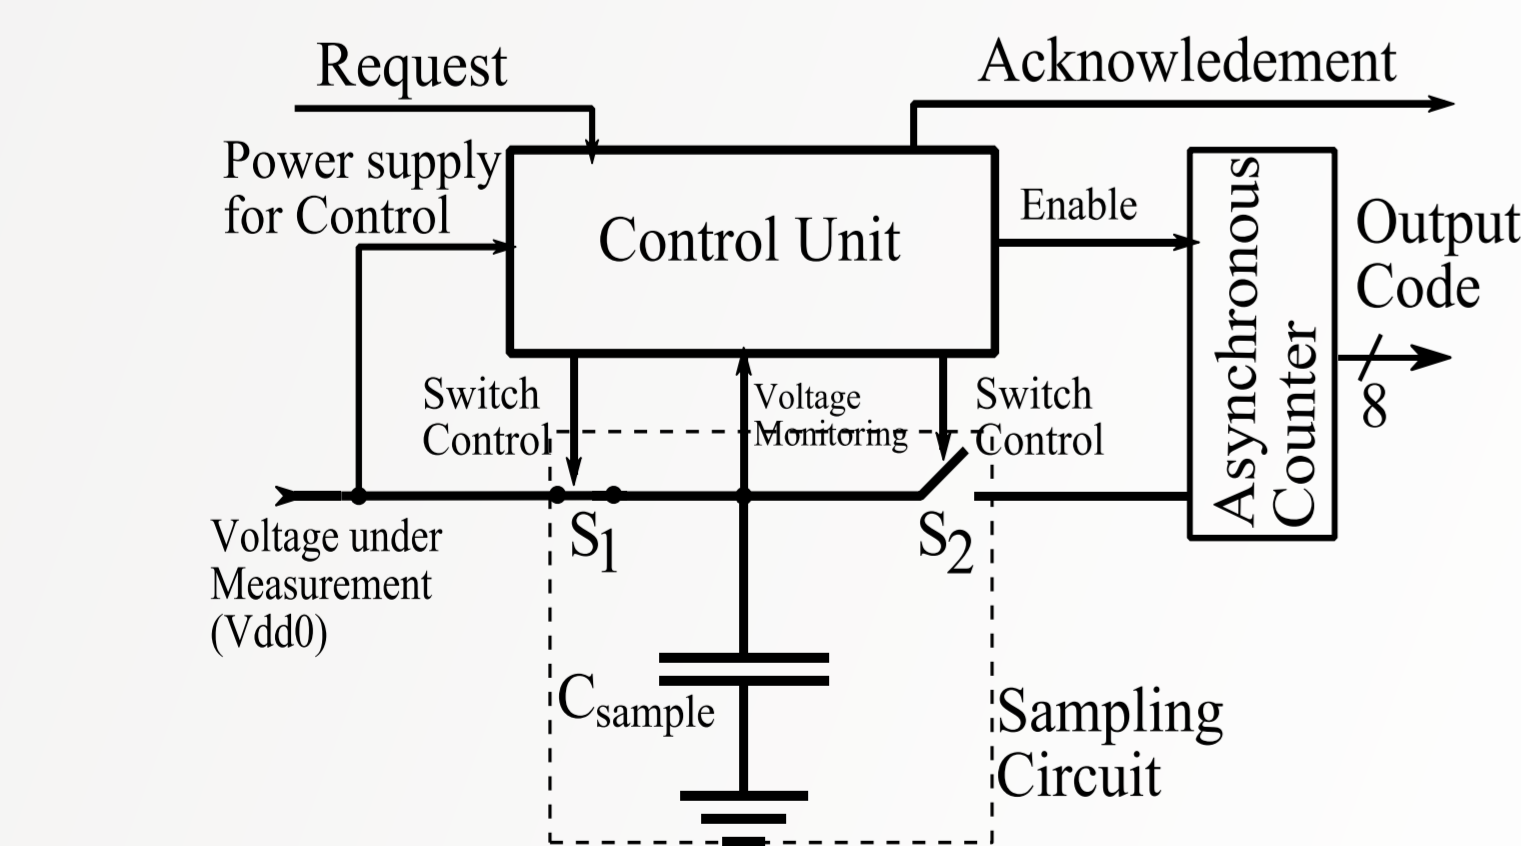 Request
Acknowledement
Power supply
for Control
Control Unit
Enable
Asynchronous
Counter
Output
Code
8
Switch
Control
Voltage
Monitoring
Switch
Control
S1
S2
Voltage under
Measurement
(Vdd0)
Csample
Sampling
Circuit